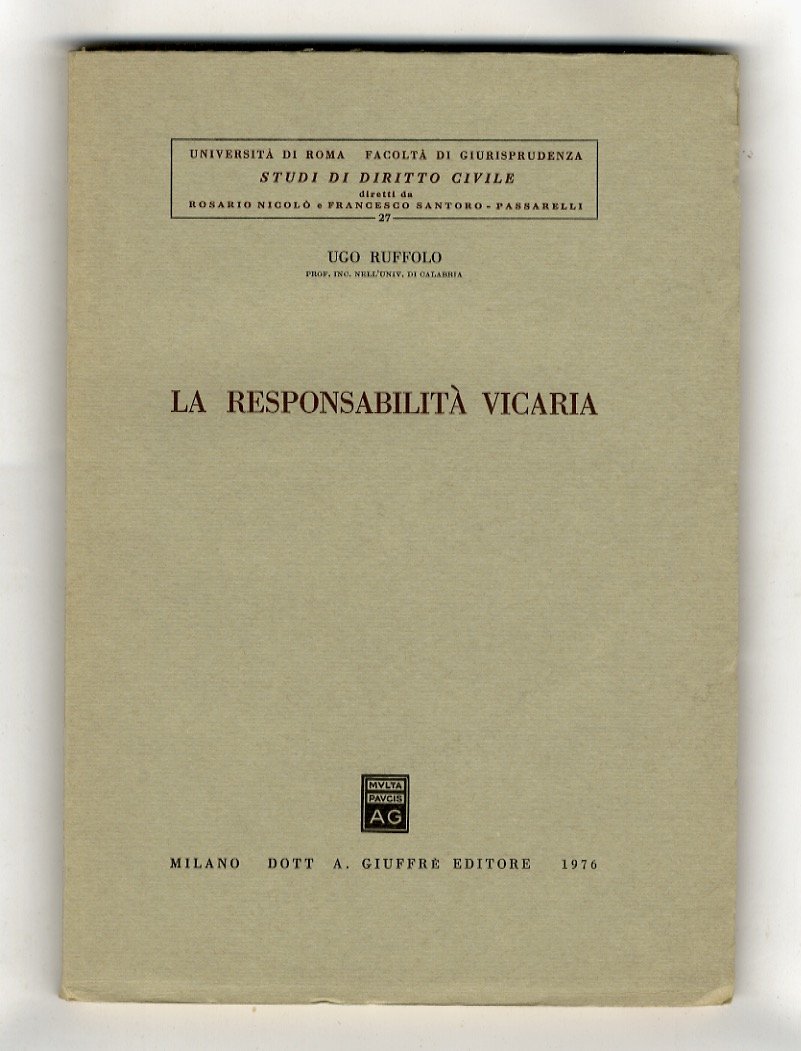 UNIVERSITÀ DI ROMA FACOLTÀ DI GIURISPRUDENZA
STUDI DI DIRITTO CIVILE
diretti da
ROSARIO NICOLÒ e FRANCESCO SANTORO - PASSARELLI
27
UGO RUFFOLO
PROF. INC. NELL'UNIV. DI CALABRIA
LA RESPONSABILITÀ VICARIA
MVLTA
PAVCIS
AG
MILANO DOTT A. GIUFFRÈ EDITORE 1976